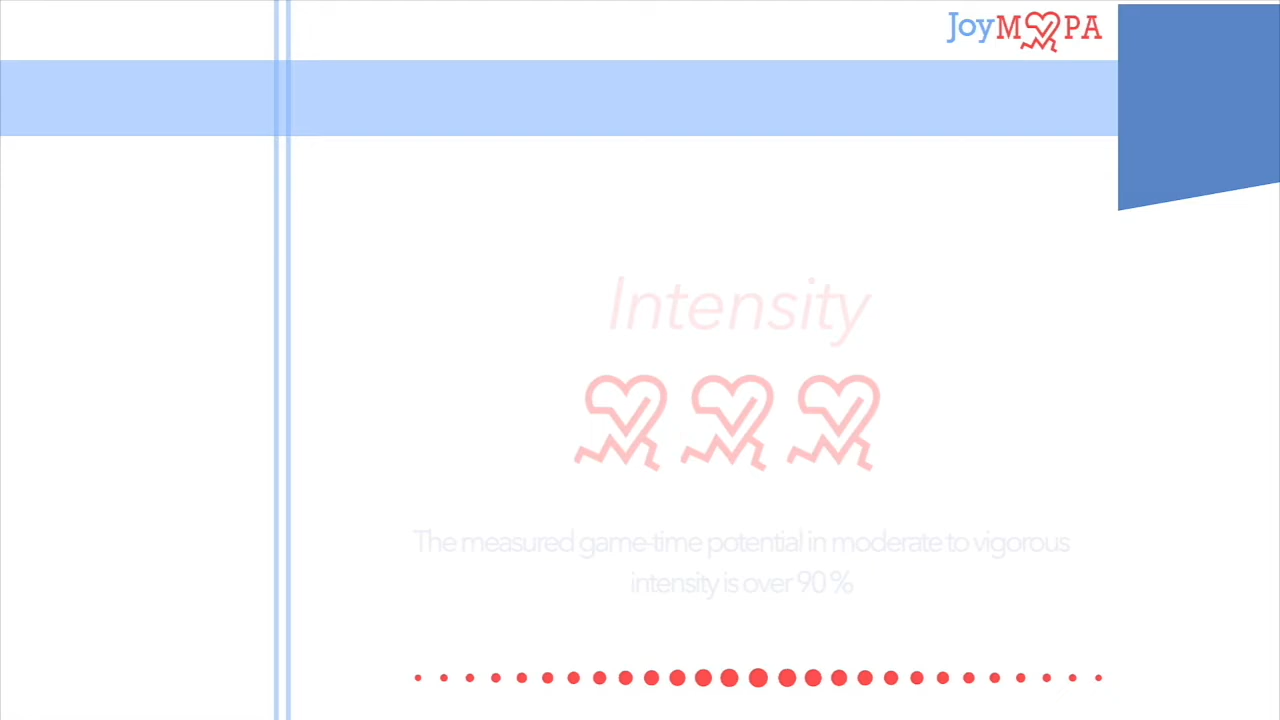 JoyMPA
Intensity
The measured game-time potential in moderate to vigorous
intensity is over 90 %